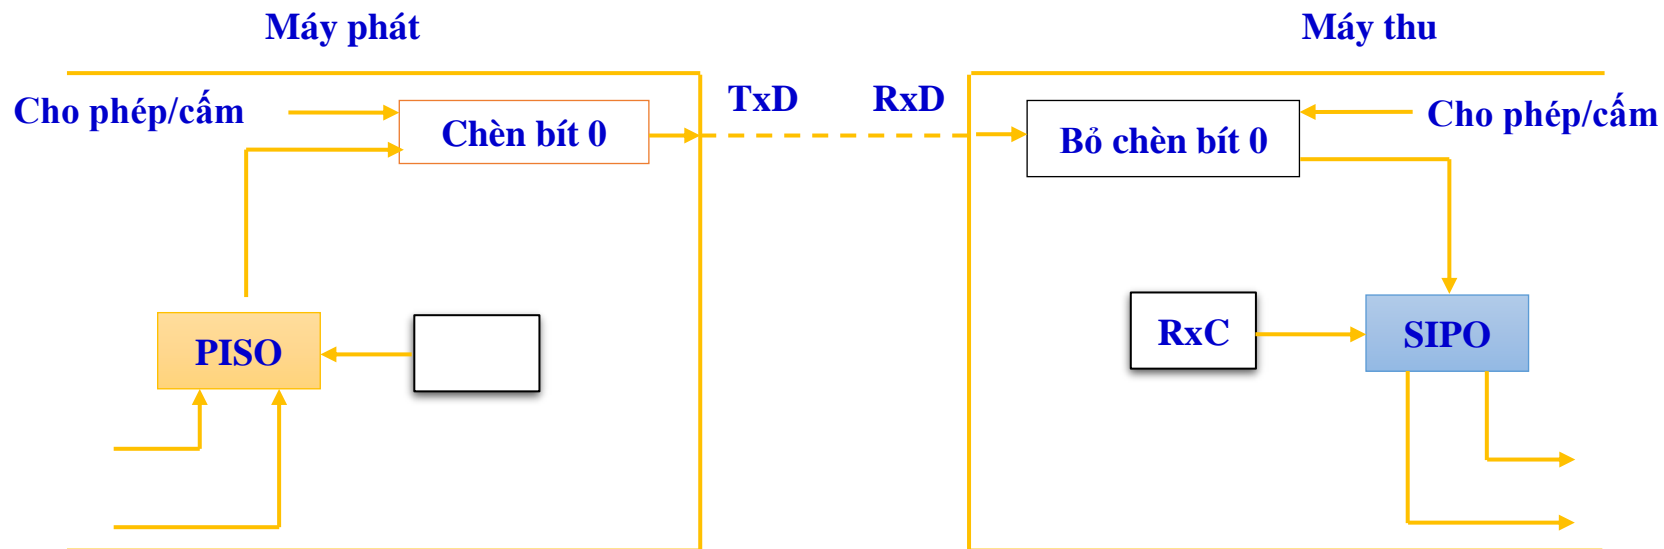 Máy phát
Máy thu
Cho phép/cấm
Chèn bít 0
TxD
RxD
Bỏ chèn bít 0
Cho phép/cấm
PISO
RxC
SIPO